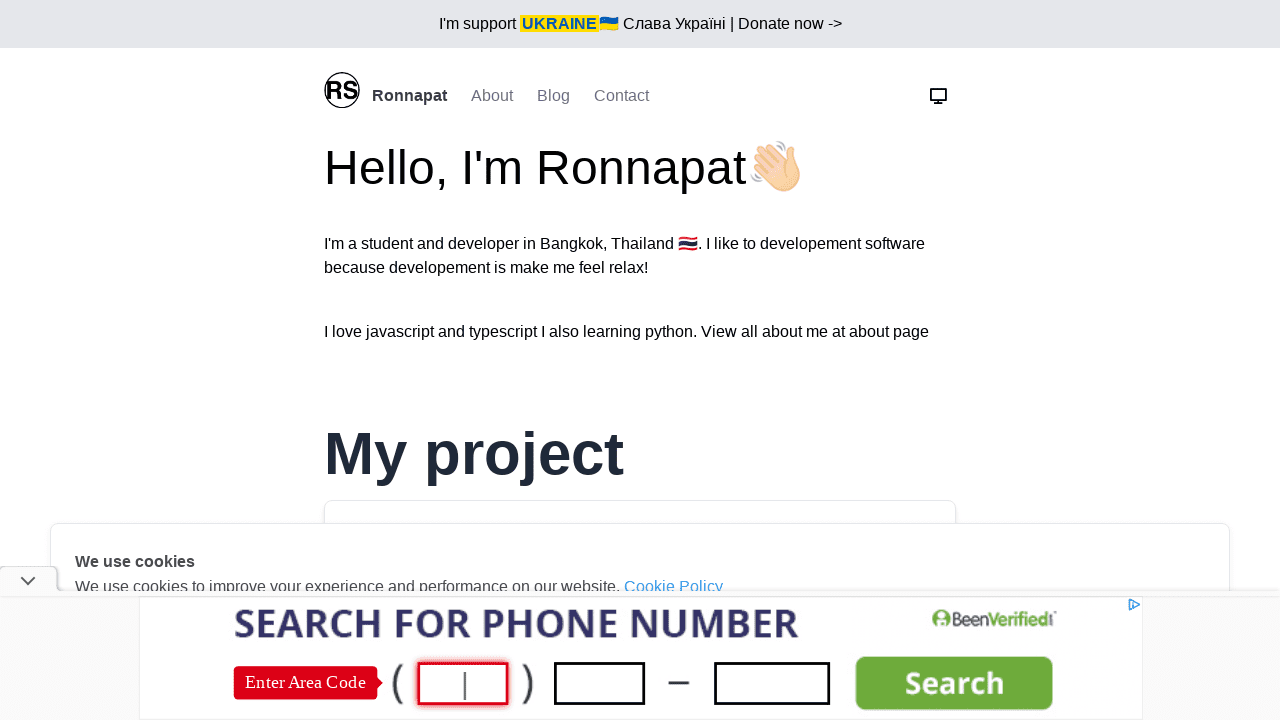 I'm support UKRAINE🇺🇦 Слава Україні | Donate now ->
RS Ronnapat About Blog Contact
Hello, I'm Ronnapat👋🏻
I'm a student and developer in Bangkok, Thailand 🇹🇭. I like to developement software
because developement is make me feel relax!
I love javascript and typescript I also learning python. View all about me at about page
My project
We use cookies
We use cookies to improve your experience and performance on our website. Cookie Policy
SEARCH FOR PHONE NUMBER
BeenVerified
Enter Area Code ( | ) –
Search